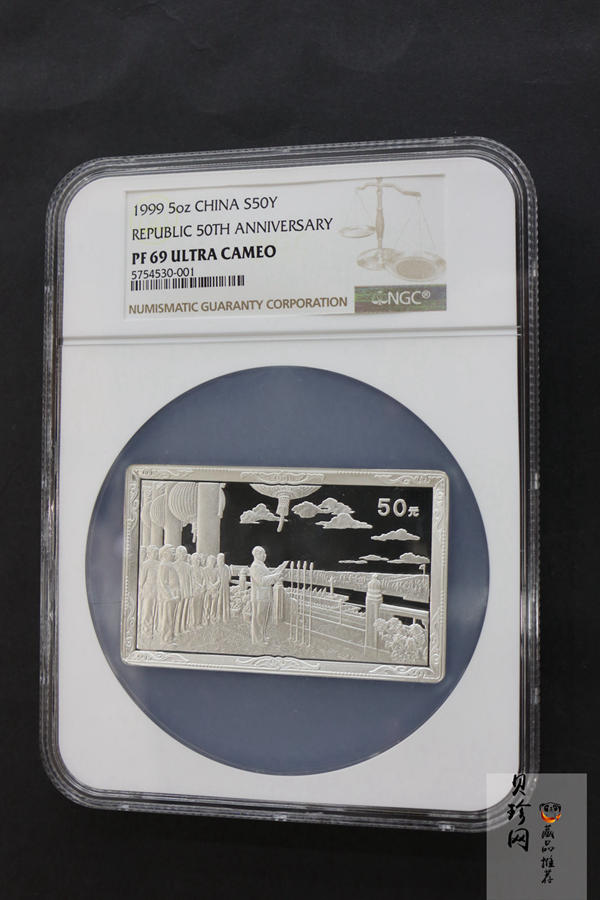 1999 5oz CHINA S50Y
REPUBLIC 50TH ANNIVERSARY
PF 69 ULTRA CAMEO
5754530-001
NUMISMATIC GUARANTY CORPORATION
NGC®
50元
贝珍网
藏品推荐